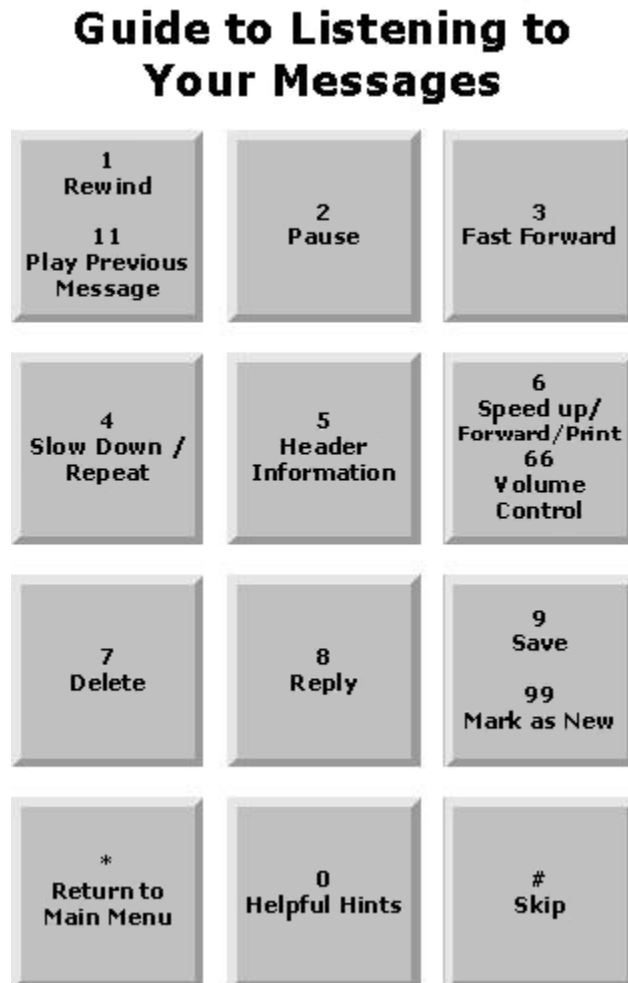 Guide to Listening to
Your Messages
1
Rewind
11
Play Previous
Message
2
Pause
3
Fast Forward
4
Slow Down /
Repeat
5
Header
Information
6
Speed up/
Forward/Print
66
Volume
Control
7
Delete
8
Reply
9
Save
99
Mark as New
*
Return to
Main Menu
0
Helpful Hints
#
Skip